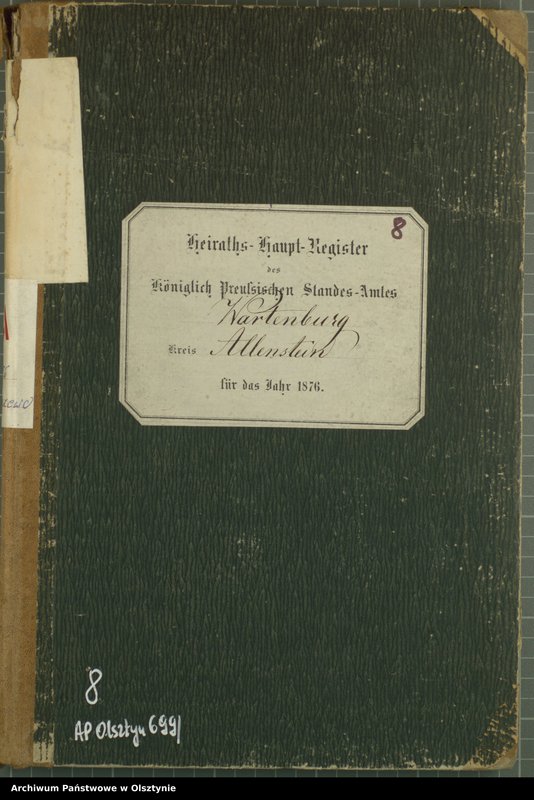 8
Heiraths-Haupt-Register
des
Königlich Preußischen Standes-Amtes
Wartenburg
Kreis Allenstein
für das Jahr 1876.
8
AP Olsztyn 699/
Archiwum Państwowe w Olsztynie